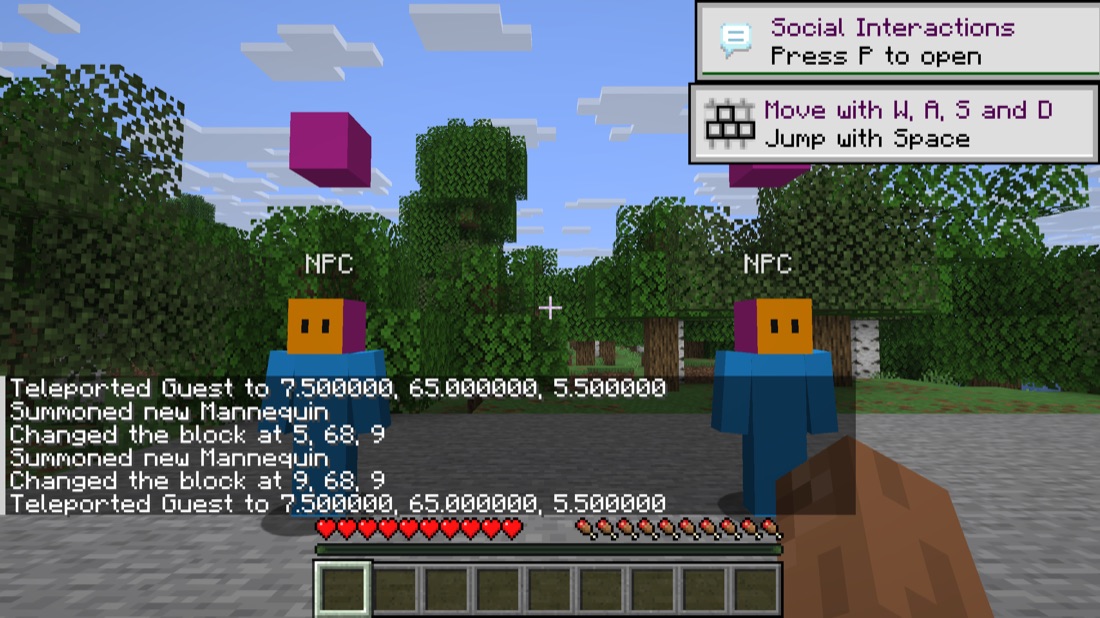 Social Interactions
Press P to open
Move with W, A, S and D
Jump with Space
NPC
NPC
Teleported Guest to 7.500000, 65.000000, 5.500000
Summoned new Mannequin
Changed the block at 5, 68, 9
Summoned new Mannequin
Changed the block at 9, 68, 9
Teleported Guest to 7.500000, 65.000000, 5.500000